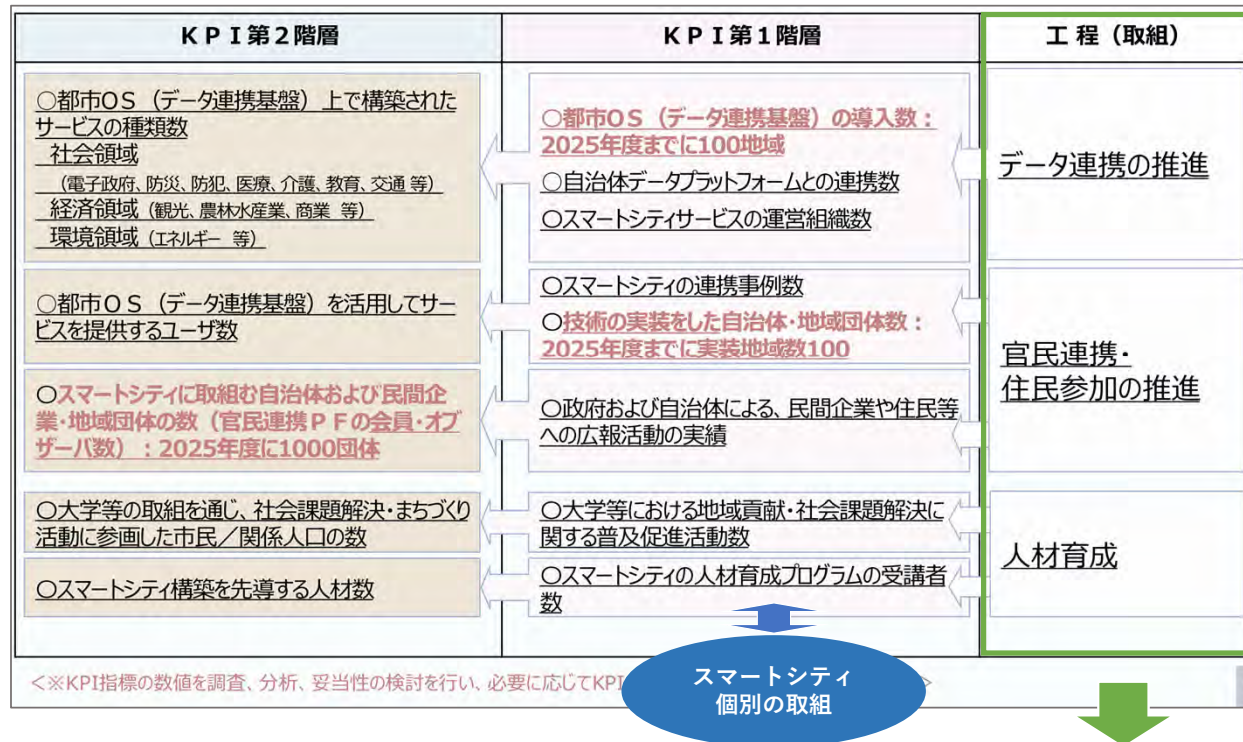 KPI第2階層
KPI第1階層
工 程（取組）
○都市OS（データ連携基盤）上で構築された
サービスの種類数
社会領域
（電子政府、防災、防犯、医療、介護、教育、交通 等）
経済領域（観光、農林水産業、商業 等）
環境領域（エネルギー 等）
○都市OS（データ連携基盤）の導入数：
2025年度までに100地域
○自治体データプラットフォームとの連携数
○スマートシティサービスの運営組織数
データ連携の推進
○都市OS（データ連携基盤）を活用してサー
ビスを提供するユーザ数
○スマートシティの連携事例数
○技術の実装をした自治体・地域団体数：
2025年度までに実装地域数100
官民連携・
住民参加の推進
○スマートシティに取組む自治体および民間企
業・地域団体の数（官民連携PFの会員・オブ
ザーバ数）：2025年度に1000団体
○政府および自治体による、民間企業や住民等
への広報活動の実績
○大学等の取組を通じ、社会課題解決・まちづくり
活動に参画した市民／関係人口の数
○大学等における地域貢献・社会課題解決に
関する普及促進活動数
人材育成
○スマートシティ構築を先導する人材数
○スマートシティの人材育成プログラムの受講者
数
＜※KPI指標の数値を調査、分析、妥当性の検討を行い、必要に応じてKPI
＞
スマートシティ
個別の取組